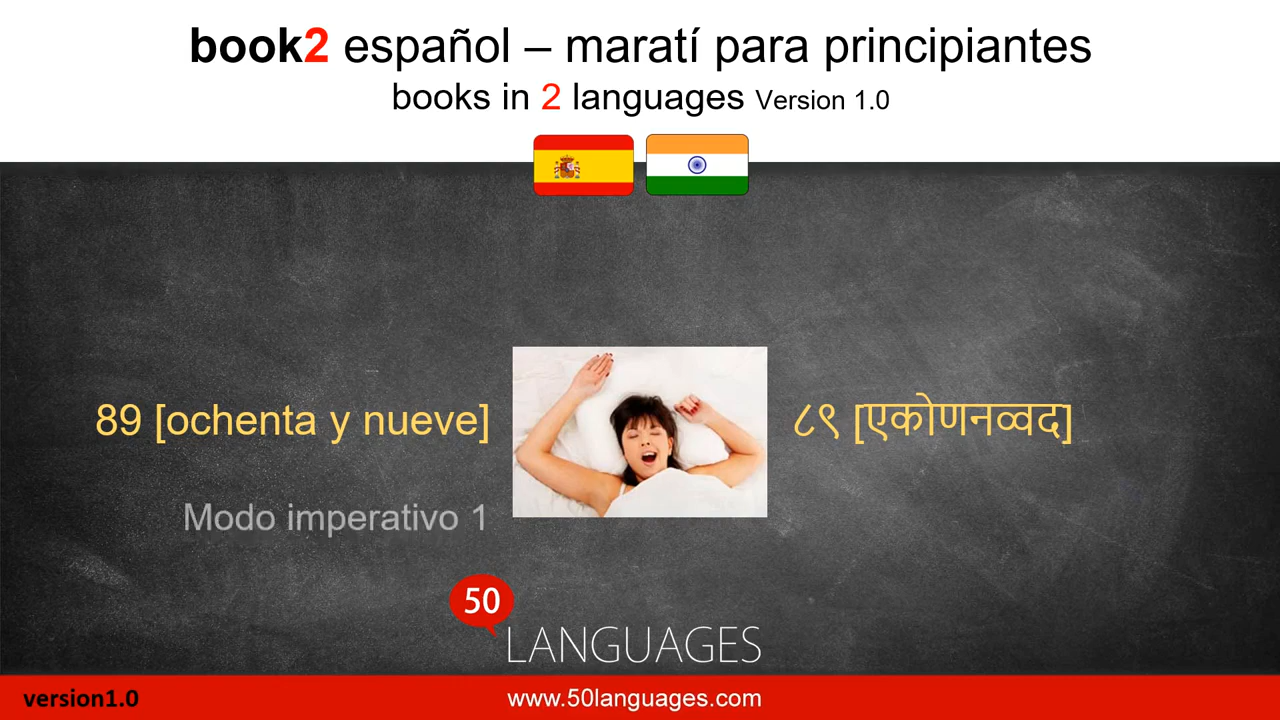 book2 español – maratí para principiantes
books in 2 languages Version 1.0
89 [ochenta y nueve]
८९ [एकोणनव्वद]
Modo imperativo 1
50
LANGUAGES
version1.0
www.50languages.com